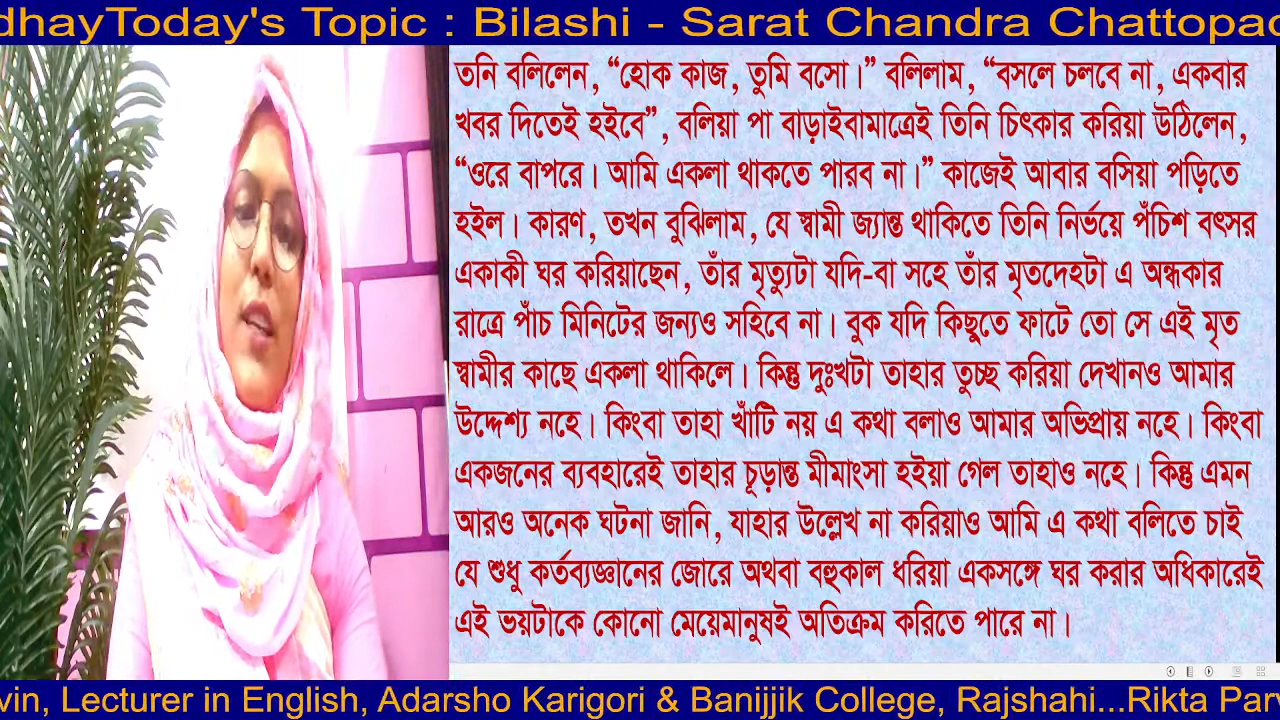 dhayToday's Topic : Bilashi - Sarat Chandra Chattopad
তনি বলিলেন, “হোক কাজ, তুমি বসো।” বলিলাম, “বসলে চলবে না, একবার
খবর দিতেই হইবে”, বলিয়া পা বাড়াইবামাত্রেই তিনি চিৎকার করিয়া উঠিলেন,
“ওরে বাপরে। আমি একলা থাকতে পারব না।” কাজেই আবার বসিয়া পড়িতে
হইল। কারণ, তখন বুঝিলাম, যে স্বামী জ্যান্ত থাকিতে তিনি নির্ভয়ে পঁচিশ বৎসর
একাকী ঘর করিয়াছেন, তাঁর মৃত্যুটা যদি-বা সহে তাঁর মৃতদেহটা এ অন্ধকার
রাত্রে পাঁচ মিনিটের জন্যও সহিবে না। বুক যদি কিছুতে ফাটে তো সে এই মৃত
স্বামীর কাছে একলা থাকিলে। কিন্তু দুঃখটা তাহার তুচ্ছ করিয়া দেখানও আমার
উদ্দেশ্য নহে। কিংবা তাহা খাঁটি নয় এ কথা বলাও আমার অভিপ্রায় নহে। কিংবা
একজনের ব্যবহারেই তাহার চূড়ান্ত মীমাংসা হইয়া গেল তাহাও নহে। কিন্তু এমন
আরও অনেক ঘটনা জানি, যাহার উল্লেখ না করিয়াও আমি এ কথা বলিতে চাই
যে শুধু কর্তব্যজ্ঞানের জোরে অথবা বহুকাল ধরিয়া একসঙ্গে ঘর করার অধিকারেই
এই ভয়টাকে কোনো মেয়েমানুষই অতিক্রম করিতে পারে না।
vin, Lecturer in English, Adarsho Karigori & Banijjik College, Rajshahi...Rikta Parv